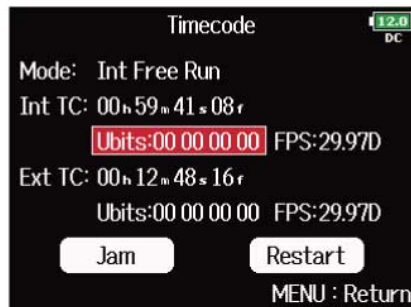 Timecode
12.0
DC
Mode: Int Free Run
Int TC: 00h59m41s08f
Ubits:00 00 00 00 FPS:29.97D
Ext TC: 00h12m48s16f
Ubits:00 00 00 00 FPS:29.97D
Jam Restart
MENU : Return